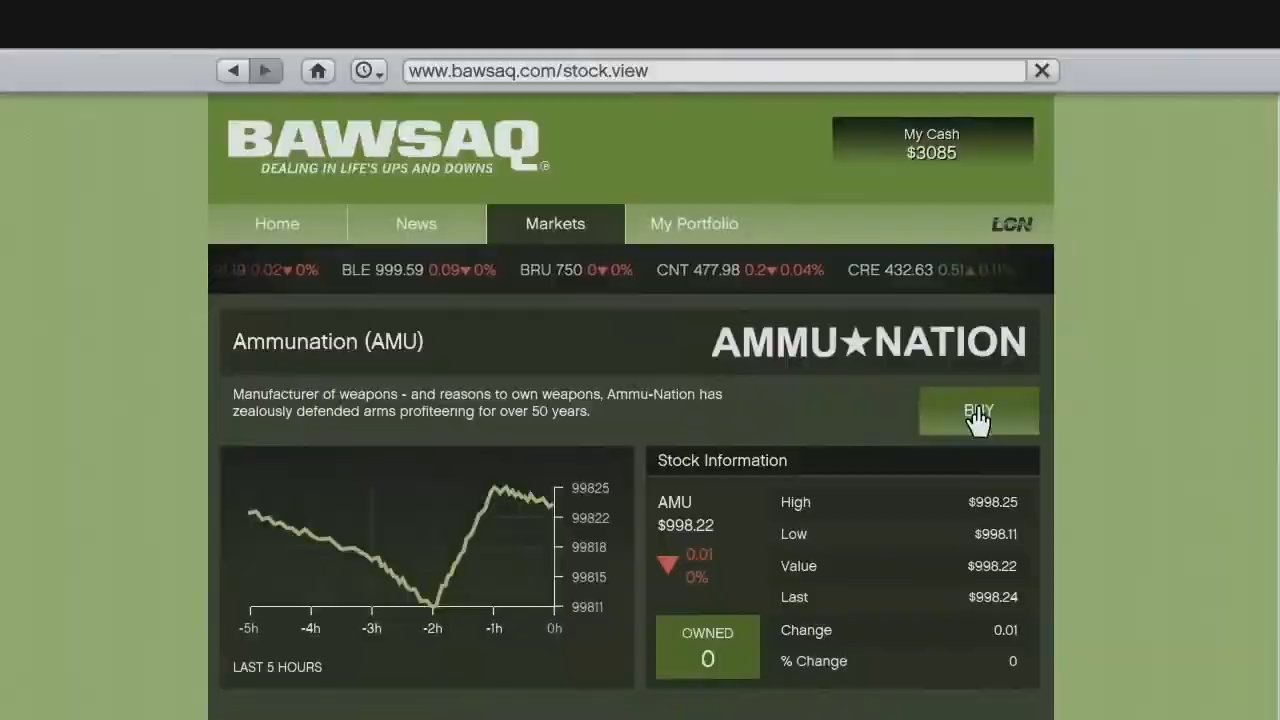 www.bawsaq.com/stock.view
BAWSAQ
DEALING IN LIFE'S UPS AND DOWNS ®
My Cash
$3085
Home News Markets My Portfolio LCN
0.02▼0% BLE 999.59 0.09▼0% BRU 750 0▼0% CNT 477.98 0.2▼0.04% CRE 432.63 0.51▲
Ammunation (AMU)
AMMU★NATION
Manufacturer of weapons - and reasons to own weapons, Ammu-Nation has
zealously defended arms profiteering for over 50 years.
BUY
99825
99822
99818
99815
99811
-5h -4h -3h -2h -1h 0h
LAST 5 HOURS
Stock Information
AMU
$998.22
0.01
0%
OWNED
0
High $998.25
Low $998.11
Value $998.22
Last $998.24
Change 0.01
% Change 0